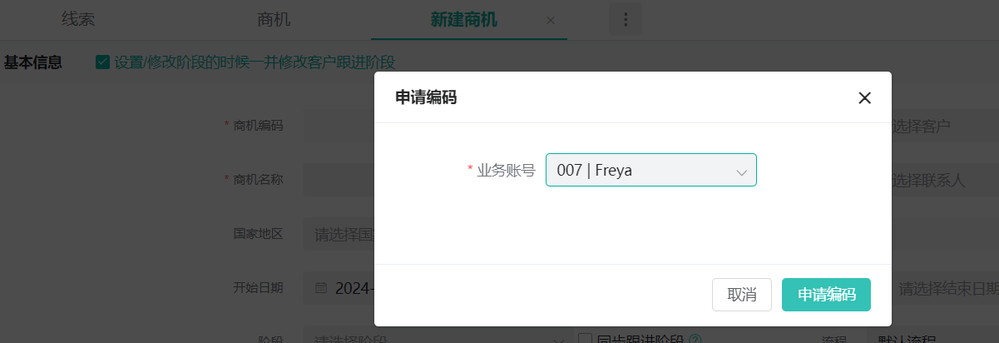 线索 商机 新建商机
基本信息 设置/修改阶段的时候一并修改客户跟进阶段
申请编码
* 商机编码 选择客户
* 业务账号 007 | Freya
* 商机名称 选择联系人
国家地区 请选择国
开始日期 2024- 请选择结束日期
取消 申请编码
阶段 请选择阶段 同步跟进阶段 流程 默认流程